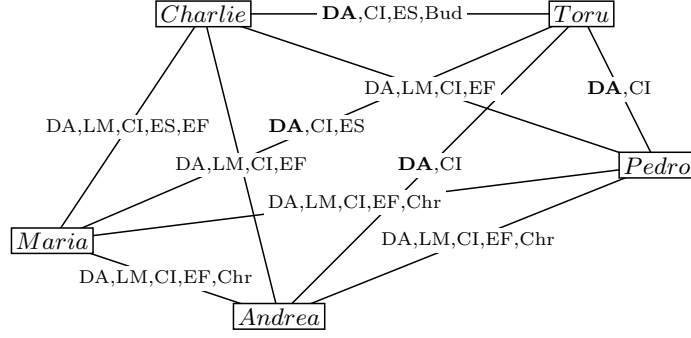 Charlie
DA,CI,ES,Bud
Toru
DA,LM,CI,EF
DA,CI
DA,LM,CI,ES,EF
DA,CI,ES
DA,LM,CI,EF
DA,CI
Pedro
DA,LM,CI,EF,Chr
Maria
DA,LM,CI,EF,Chr
DA,LM,CI,EF,Chr
Andrea